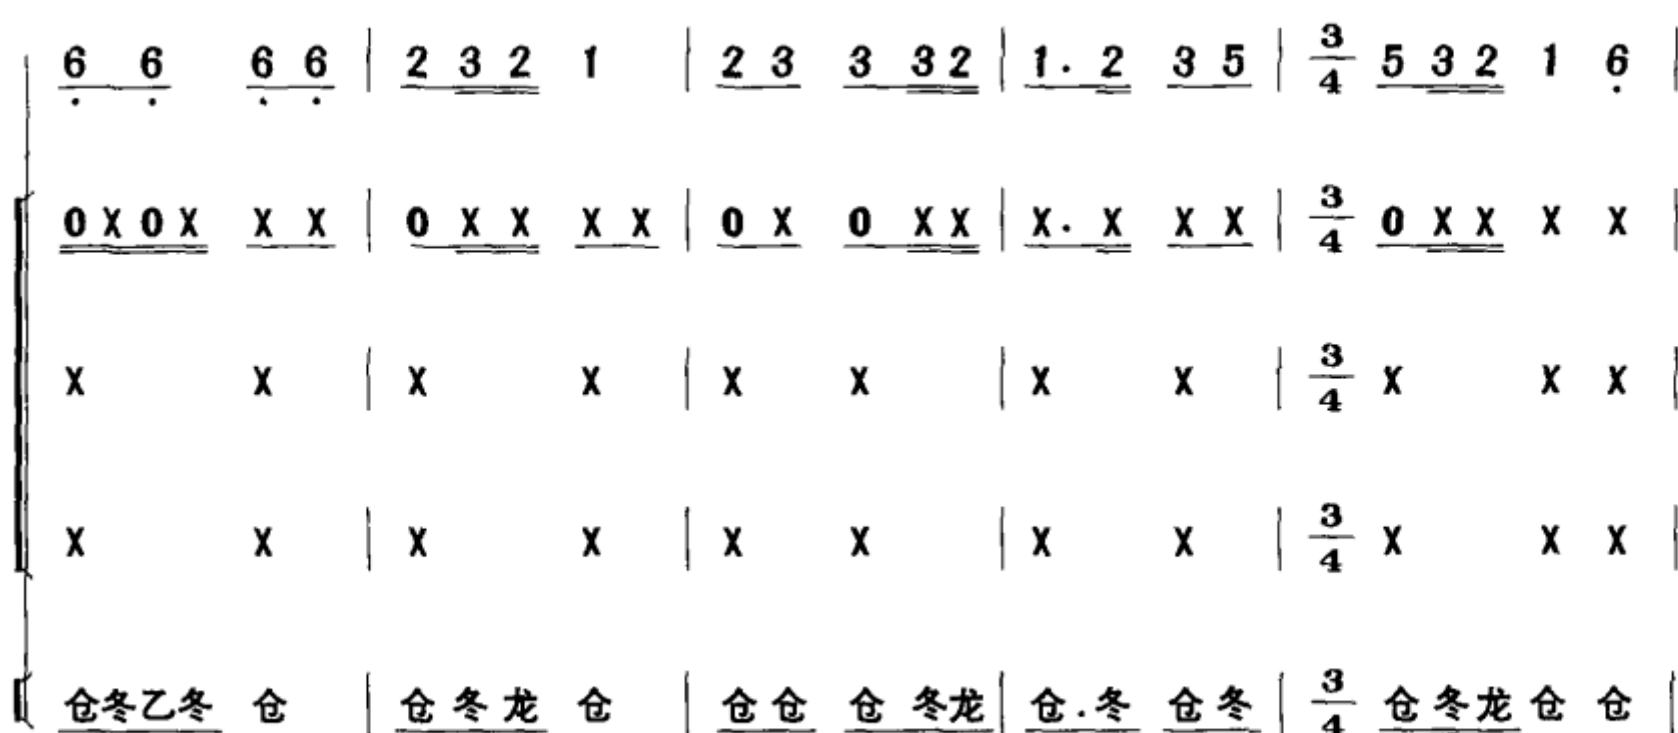 6 6 6 6 | 2 3 2 1 | 2 3 3 3 2 | 1 . 2 3 5 | 3/4 5 3 2 1 6 |
0 X 0 X X X | 0 X X X X | 0 X 0 X X | X . X X X | 3/4 0 X X X X |
X X | X X | X X | X X | 3/4 X X X |
X X | X X | X X | X X | 3/4 X X X |
仓冬乙冬 仓 | 仓 冬 龙 仓 | 仓 仓 仓 冬龙 | 仓 . 冬 仓 冬 | 3/4 仓 冬 龙 仓 仓 |